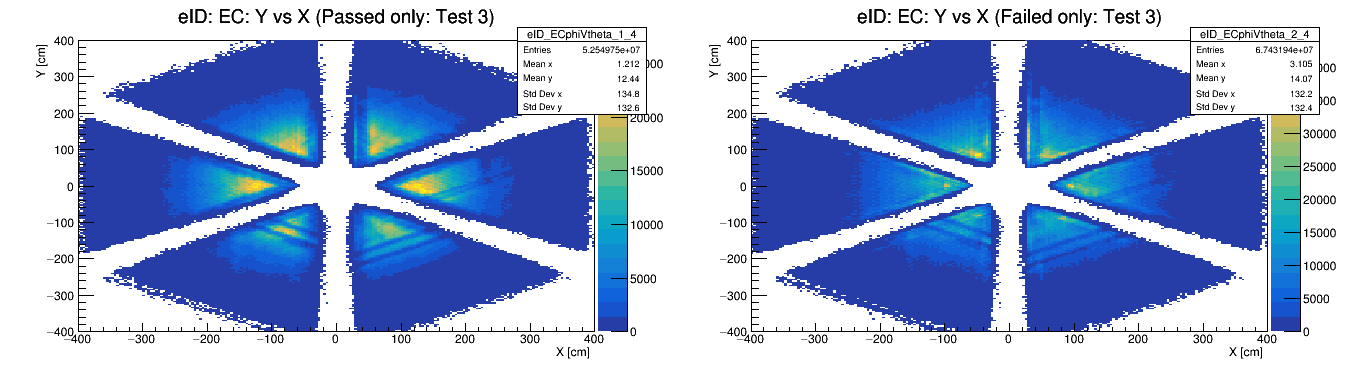 eID: EC: Y vs X (Passed only: Test 3)
eID_ECphiVtheta_1_4
Entries 5.254975e+07
Mean x 1.212
Mean y 12.44
Std Dev x 134.8
Std Dev y 132.6
Y [cm]
400
300
200
100
0
−100
−200
−300
−400
−400 −300 −200 −100 0 100 200 300 400
X [cm]
000
20000
15000
10000
5000
0
eID: EC: Y vs X (Failed only: Test 3)
eID_ECphiVtheta_2_4
Entries 6.743194e+07
Mean x 3.105
Mean y 14.07
Std Dev x 132.2
Std Dev y 132.4
Y [cm]
400
300
200
100
0
−100
−200
−300
−400
−400 −300 −200 −100 0 100 200 300 400
X [cm]
000
000
30000
25000
20000
15000
10000
5000
0